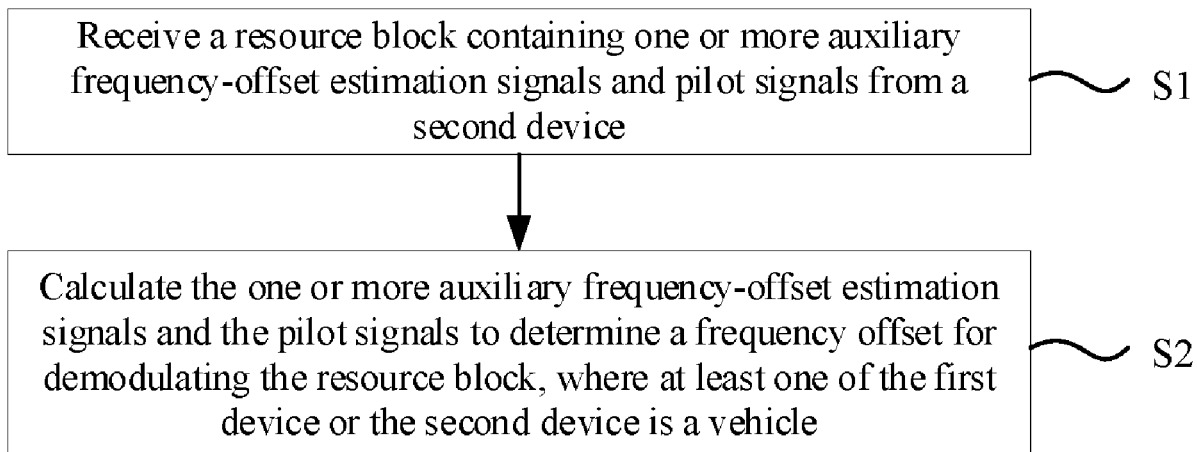 Receive a resource block containing one or more auxiliary
frequency-offset estimation signals and pilot signals from a
second device
S1
Calculate the one or more auxiliary frequency-offset estimation
signals and the pilot signals to determine a frequency offset for
demodulating the resource block, where at least one of the first
device or the second device is a vehicle
S2